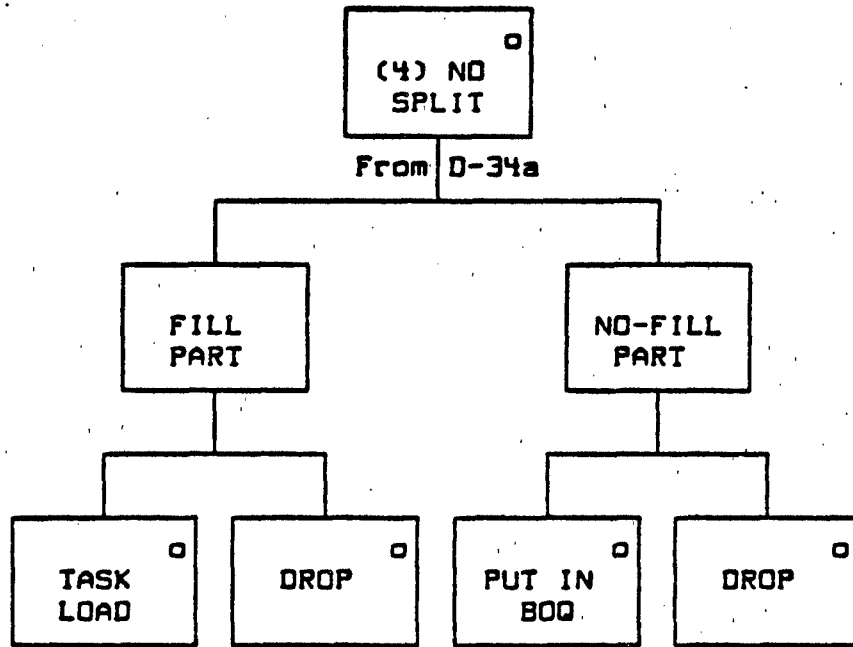 (4) NO
SPLIT
From D-34a
FILL
PART
NO-FILL
PART
TASK
LOAD
DROP
PUT IN
BOQ
DROP